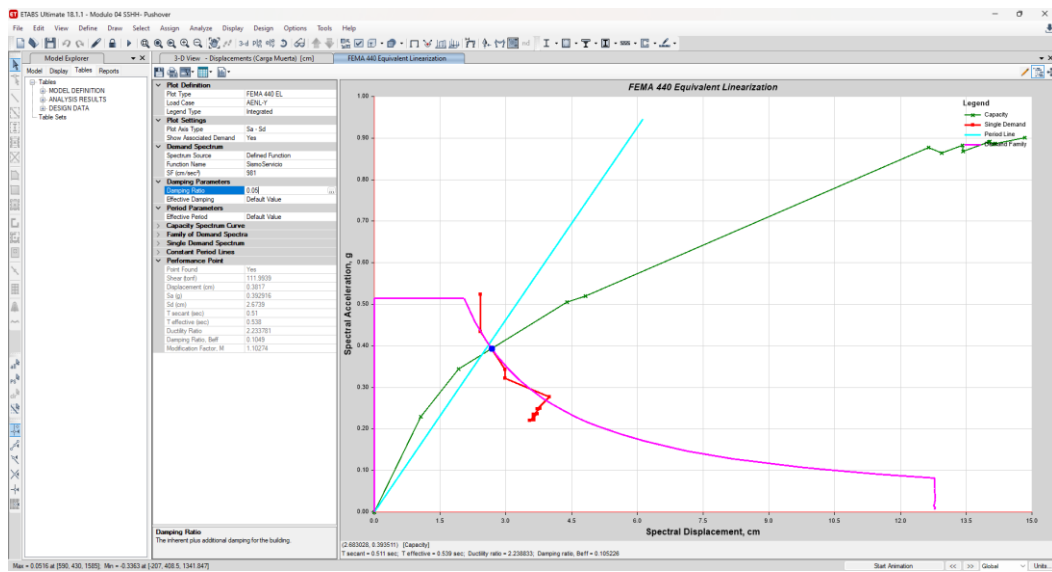 ETABS Ultimate 18.1.1 - Modulo 04 SSHH- Pushover
File Edit View Define Draw Select Assign Analyze Display Design Options Tools Help
Model Explorer
3-D View - Displacements (Carga Muerta) [cm]
FEMA 440 Equivalent Linearization
Model Display Tables Reports
Tables
MODEL DEFINITION
ANALYSIS RESULTS
DESIGN DATA
Table Sets
Plot Definition
Plot Type FEMA 440 EL
Load Case AENL-Y
Legend Type Integrated
Plot Settings
Plot Axis Type Sa - Sd
Show Associated Demand Yes
Demand Spectrum
Spectrum Source Defined Function
Function Name SismoServicio
SF (cm/sec²) 981
Damping Parameters
Damping Ratio 0.05
Effective Damping Default Value
Period Parameters
Effective Period Default Value
Capacity Spectrum Curve
Family of Demand Spectra
Single Demand Spectrum
Constant Period Lines
Performance Point
Point Found Yes
Shear (tonf) 111.9939
Displacement (cm) 0.3817
Sa (g) 0.392916
Sd (cm) 2.6739
T secant (sec) 0.51
T effective (sec) 0.538
Ductility Ratio 2.233781
Damping Ratio, Beff 0.1049
Modification Factor, M 1.10274
Damping Ratio
The inherent plus additional damping for the building.
FEMA 440 Equivalent Linearization
Legend
Capacity
Single Demand
Period Line
Demand Family
Spectral Acceleration, g
1.00
0.90
0.80
0.70
0.60
0.50
0.40
0.30
0.20
0.10
0.00
0.0 1.5 3.0 4.5 6.0 7.5 9.0 10.5 12.0 13.5 15.0
Spectral Displacement, cm
(2.683028, 0.393511) [Capacity]
T secant = 0.511 sec; T effective = 0.539 sec; Ductility ratio = 2.238833; Damping ratio, Beff = 0.105226
Max = 0.0516 at [590, 430, 1585]; Min = -0.3363 at [-207, 408.5, 1341.847]
Start Animation << >> Global Units...